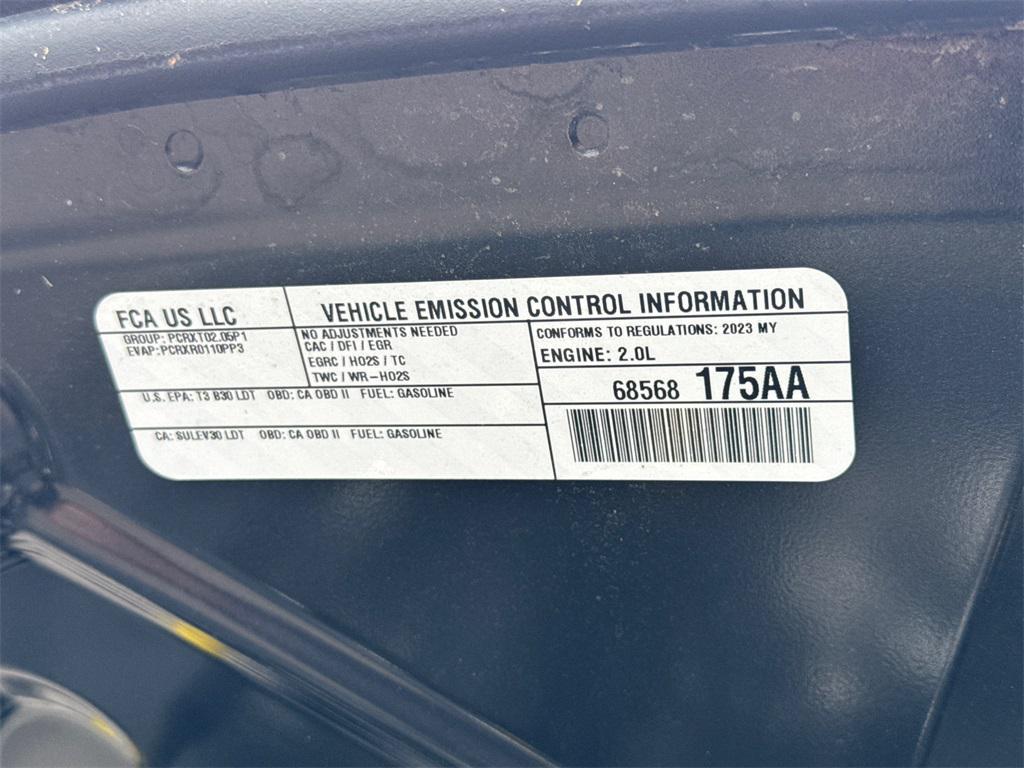 FCA US LLC
VEHICLE EMISSION CONTROL INFORMATION
GROUP: PCRXT02.05P1
EVAP:PCRXR0110PP3
NO ADJUSTMENTS NEEDED
CAC / DFI / EGR
EGRC / HO2S / TC
TWC / WR-HO2S
CONFORMS TO REGULATIONS: 2023 MY
ENGINE: 2.0L
68568 175AA
U.S. EPA: T3 B30 LDT OBD: CA OBD II FUEL: GASOLINE
CA: SULEV30 LDT OBD: CA OBD II FUEL: GASOLINE